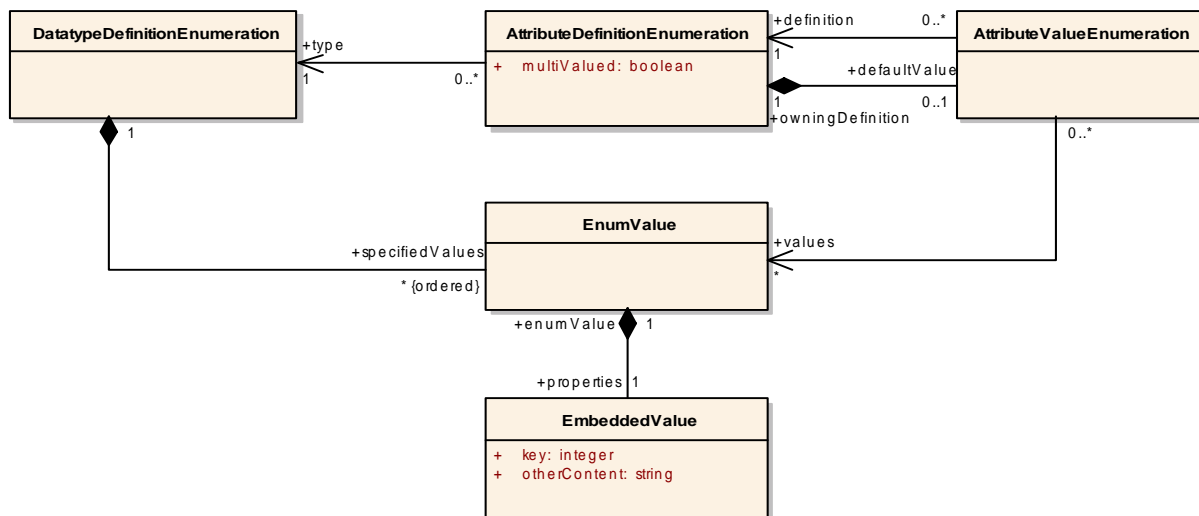 DatatypeDefinitionEnumeration
AttributeDefinitionEnumeration
+ multiValued: boolean
AttributeValueEnumeration
+type
1
0..*
+definition
0..*
1
+defaultValue
1
0..1
+owningDefinition
1
0..*
EnumValue
+specifiedValues
* {ordered}
+values
*
+enumValue
1
+properties
1
EmbeddedValue
+ key: integer
+ otherContent: string